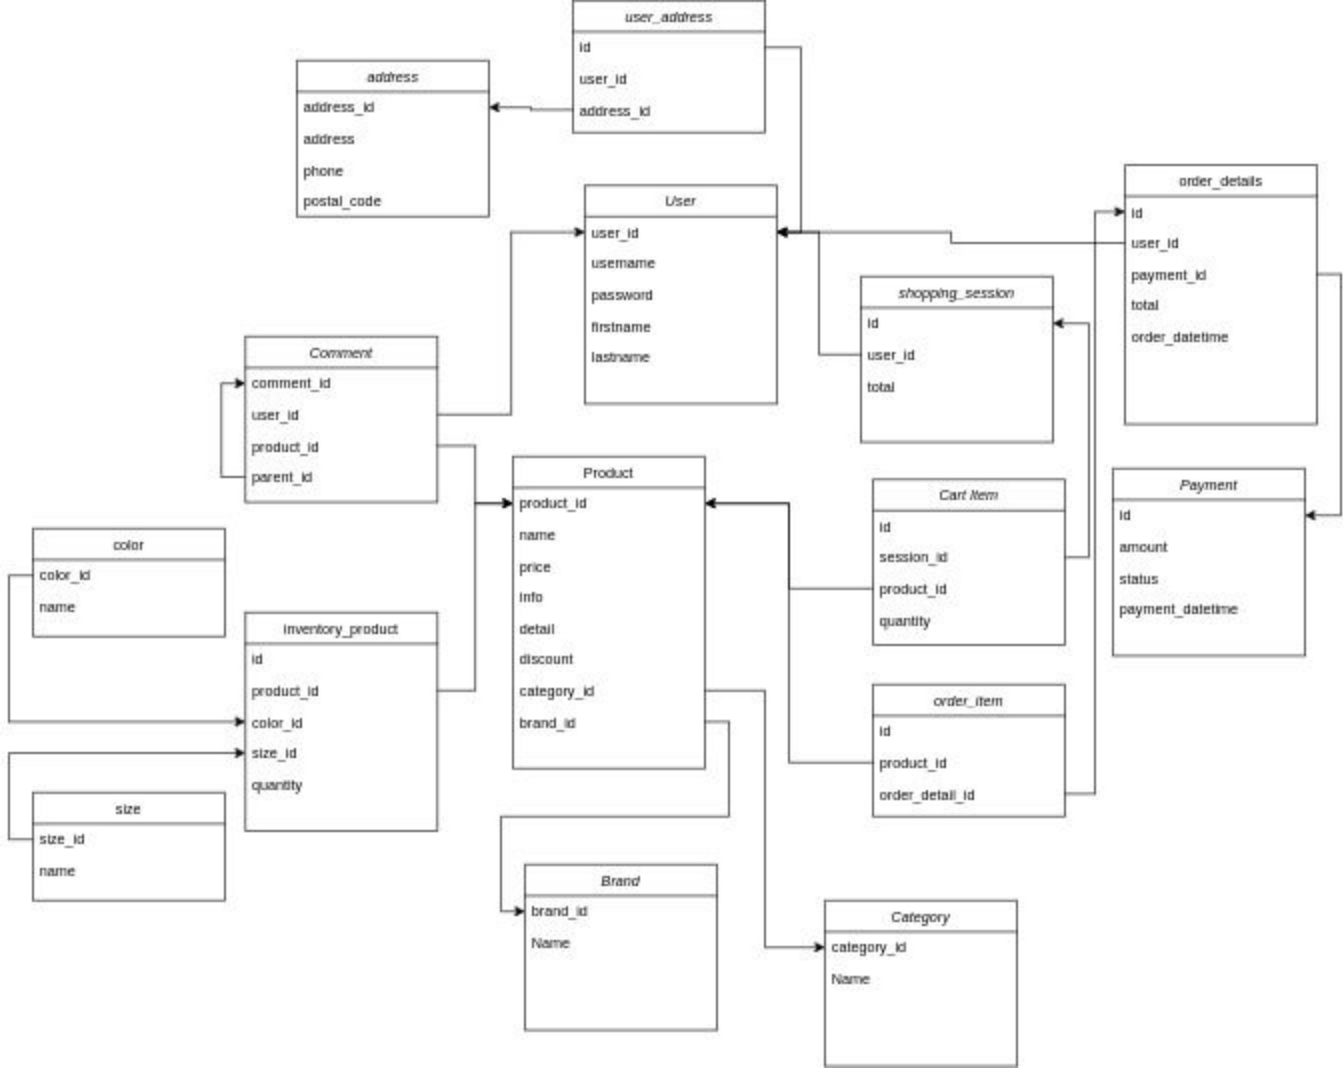 user_address
id
user_id
address_id
address
address_id
address
phone
postal_code
User
user_id
username
password
firstname
lastname
order_details
id
user_id
payment_id
total
order_datetime
shopping_session
id
user_id
total
Comment
comment_id
user_id
product_id
parent_id
Product
product_id
name
price
info
detail
discount
category_id
brand_id
Cart Item
id
session_id
product_id
quantity
Payment
id
amount
status
payment_datetime
color
color_id
name
inventory_product
id
product_id
color_id
size_id
quantity
order_item
id
product_id
order_detail_id
size
size_id
name
Brand
brand_id
Name
Category
category_id
Name